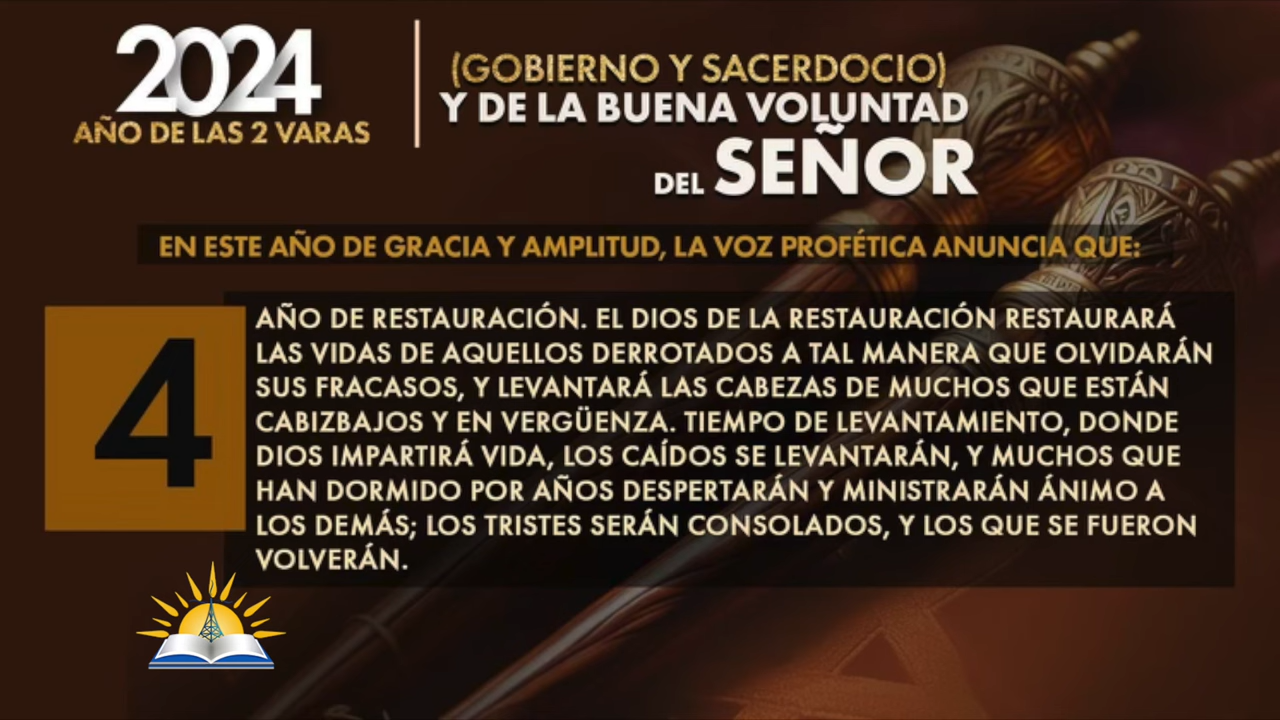 2024
AÑO DE LAS 2 VARAS
(GOBIERNO Y SACERDOCIO)
Y DE LA BUENA VOLUNTAD
DEL SEÑOR
EN ESTE AÑO DE GRACIA Y AMPLITUD, LA VOZ PROFÉTICA ANUNCIA QUE:
4
AÑO DE RESTAURACIÓN. EL DIOS DE LA RESTAURACIÓN RESTAURARÁ
LAS VIDAS DE AQUELLOS DERROTADOS A TAL MANERA QUE OLVIDARÁN
SUS FRACASOS, Y LEVANTARÁ LAS CABEZAS DE MUCHOS QUE ESTÁN
CABIZBAJOS Y EN VERGÜENZA. TIEMPO DE LEVANTAMIENTO, DONDE
DIOS IMPARTIRÁ VIDA, LOS CAÍDOS SE LEVANTARÁN, Y MUCHOS QUE
HAN DORMIDO POR AÑOS DESPERTARÁN Y MINISTRARÁN ÁNIMO A
LOS DEMÁS; LOS TRISTES SERÁN CONSOLADOS, Y LOS QUE SE FUERON
VOLVERÁN.